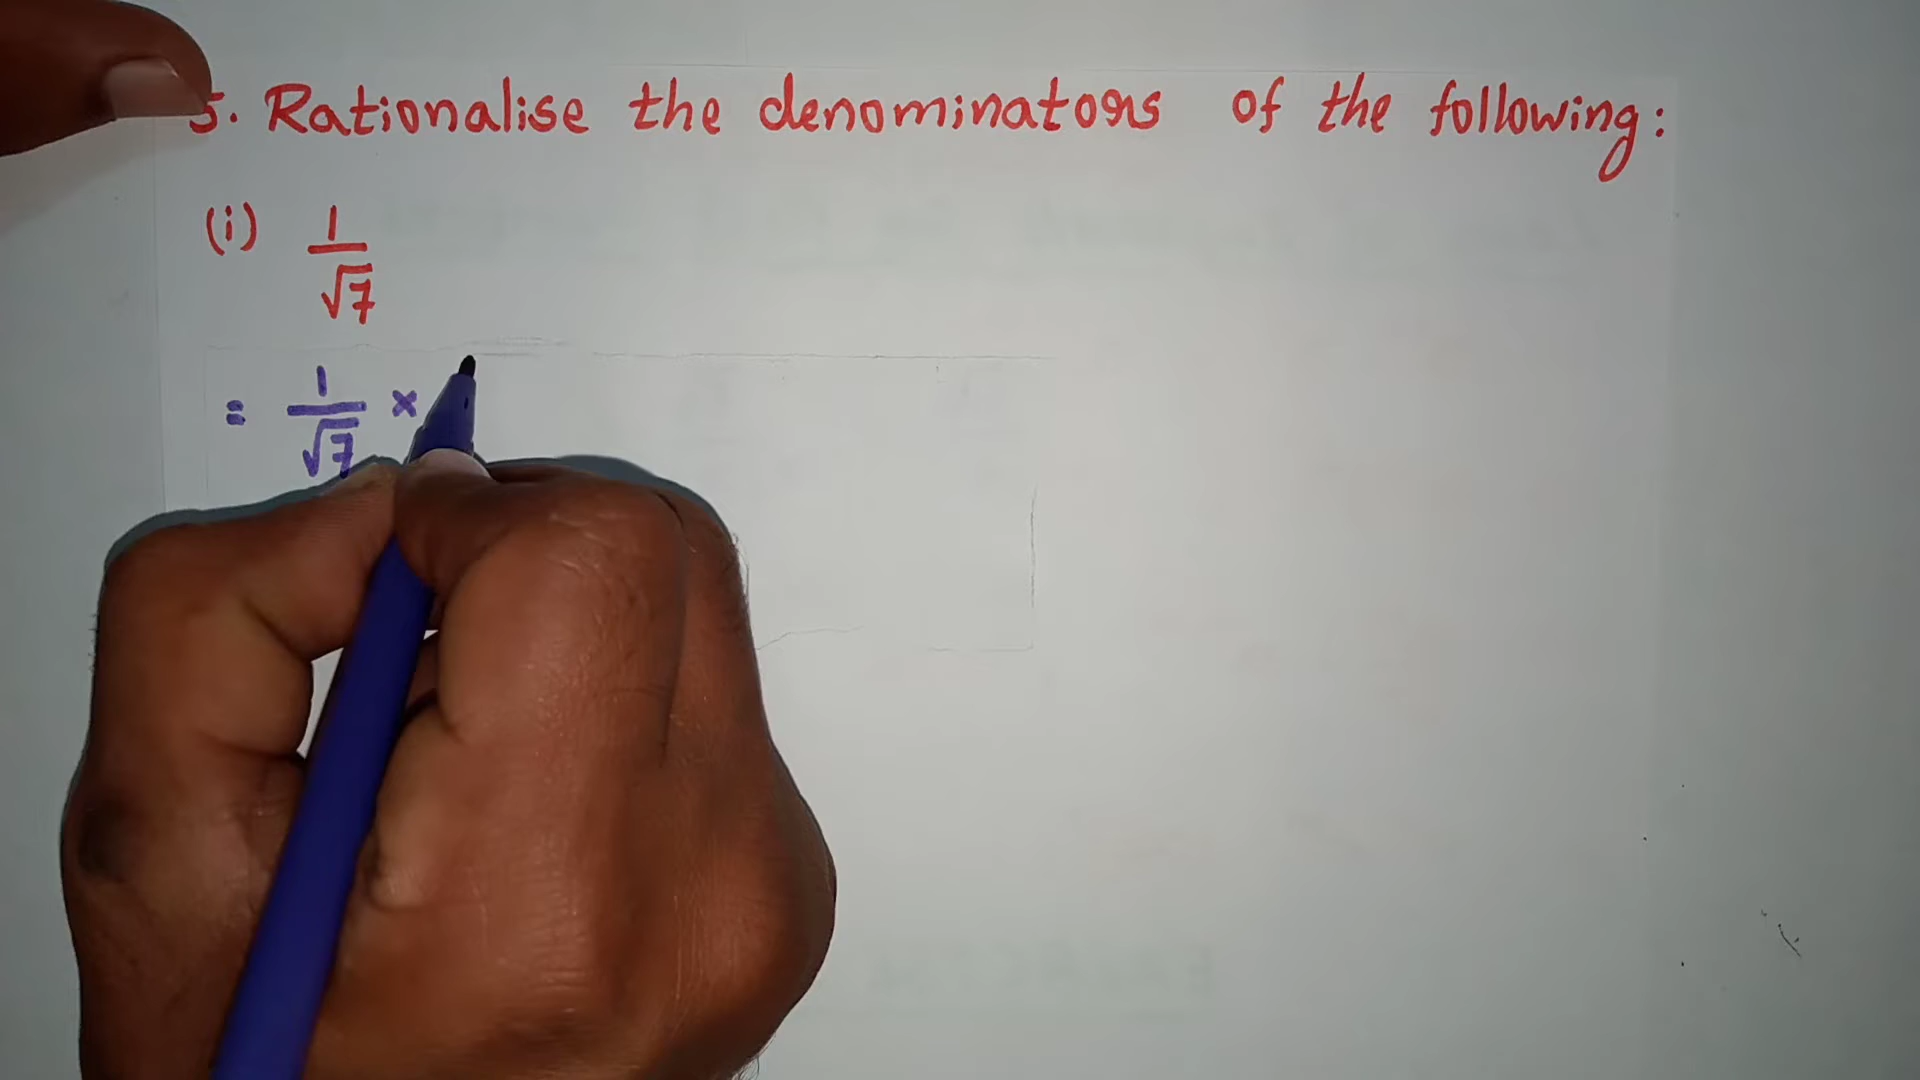 5. Rationalise the denominators of the following:
(i) 1/√7
= 1/√7 ×